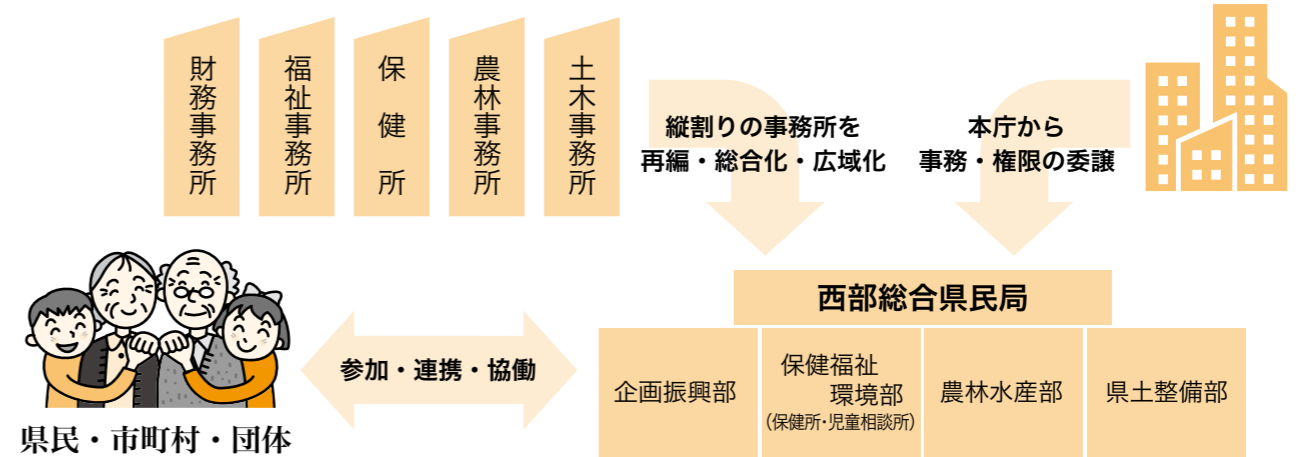 財務事務所
福祉事務所
保健所
農林事務所
土木事務所
縦割りの事務所を
再編・総合化・広域化
本庁から
事務・権限の委譲
西部総合県民局
企画振興部
保健福祉
環境部
（保健所・児童相談所）
農林水産部
県土整備部
参加・連携・協働
県民・市町村・団体